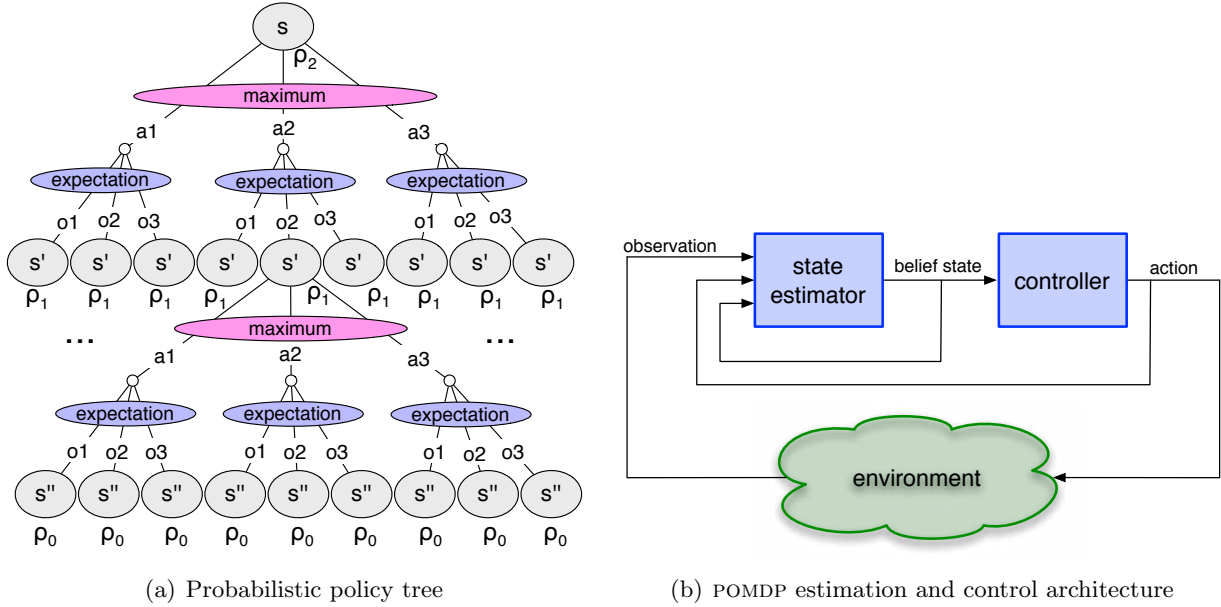 s
ρ2
maximum
a1 a2 a3
expectation expectation expectation
o1 o2 o3 o1 o2 o3 o1 o2 o3
s' s' s' s' s' s' s' s' s'
ρ1 ρ1 ρ1 ρ1 ρ1 ρ1 ρ1 ρ1 ρ1
... maximum ...
a1 a2 a3
expectation expectation expectation
o1 o2 o3 o1 o2 o3 o1 o2 o3
s" s" s" s" s" s" s" s" s"
ρ0 ρ0 ρ0 ρ0 ρ0 ρ0 ρ0 ρ0 ρ0
(a) Probabilistic policy tree
observation
state
estimator
belief state
controller
action
environment
(b) POMDP estimation and control architecture